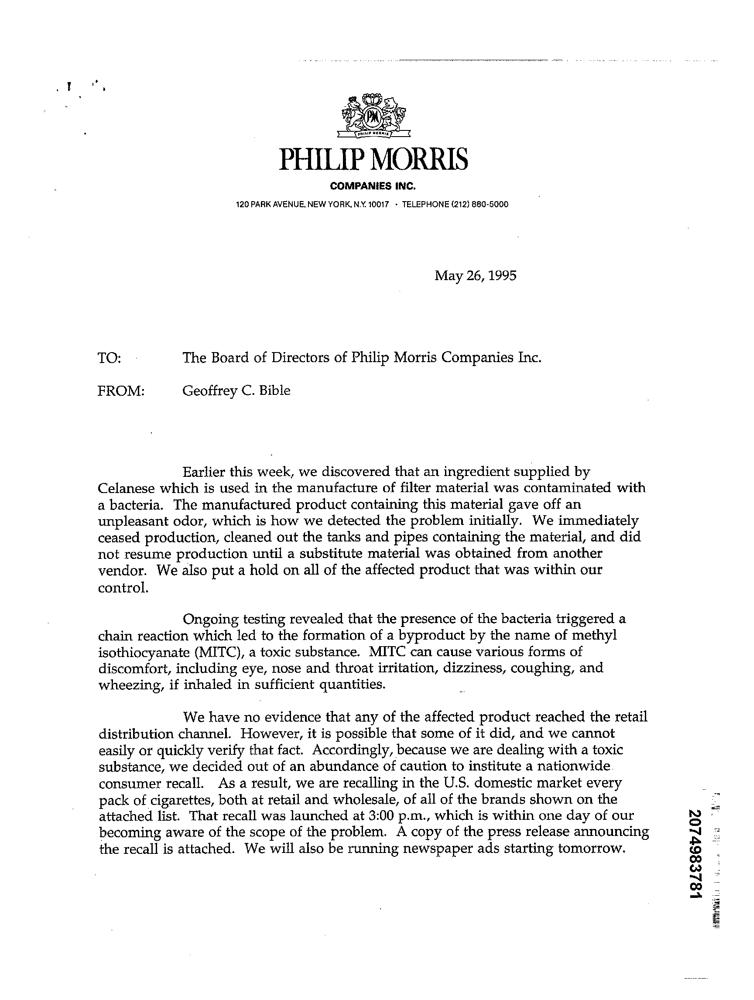 PM
PHILIP MORRIS
PHILIP MORRIS
COMPANIES INC.
120 PARK AVENUE, NEW YORK, N.Y. 10017 · TELEPHONE (212) 880-5000
May 26, 1995
TO: The Board of Directors of Philip Morris Companies Inc.
FROM: Geoffrey C. Bible
Earlier this week, we discovered that an ingredient supplied by
Celanese which is used in the manufacture of filter material was contaminated with
a bacteria. The manufactured product containing this material gave off an
unpleasant odor, which is how we detected the problem initially. We immediately
ceased production, cleaned out the tanks and pipes containing the material, and did
not resume production until a substitute material was obtained from another
vendor. We also put a hold on all of the affected product that was within our
control.
Ongoing testing revealed that the presence of the bacteria triggered a
chain reaction which led to the formation of a byproduct by the name of methyl
isothiocyanate (MITC), a toxic substance. MITC can cause various forms of
discomfort, including eye, nose and throat irritation, dizziness, coughing, and
wheezing, if inhaled in sufficient quantities.
We have no evidence that any of the affected product reached the retail
distribution channel. However, it is possible that some of it did, and we cannot
easily or quickly verify that fact. Accordingly, because we are dealing with a toxic
substance, we decided out of an abundance of caution to institute a nationwide
consumer recall. As a result, we are recalling in the U.S. domestic market every
pack of cigarettes, both at retail and wholesale, of all of the brands shown on the
attached list. That recall was launched at 3:00 p.m., which is within one day of our
becoming aware of the scope of the problem. A copy of the press release announcing
the recall is attached. We will also be running newspaper ads starting tomorrow.
2074983781